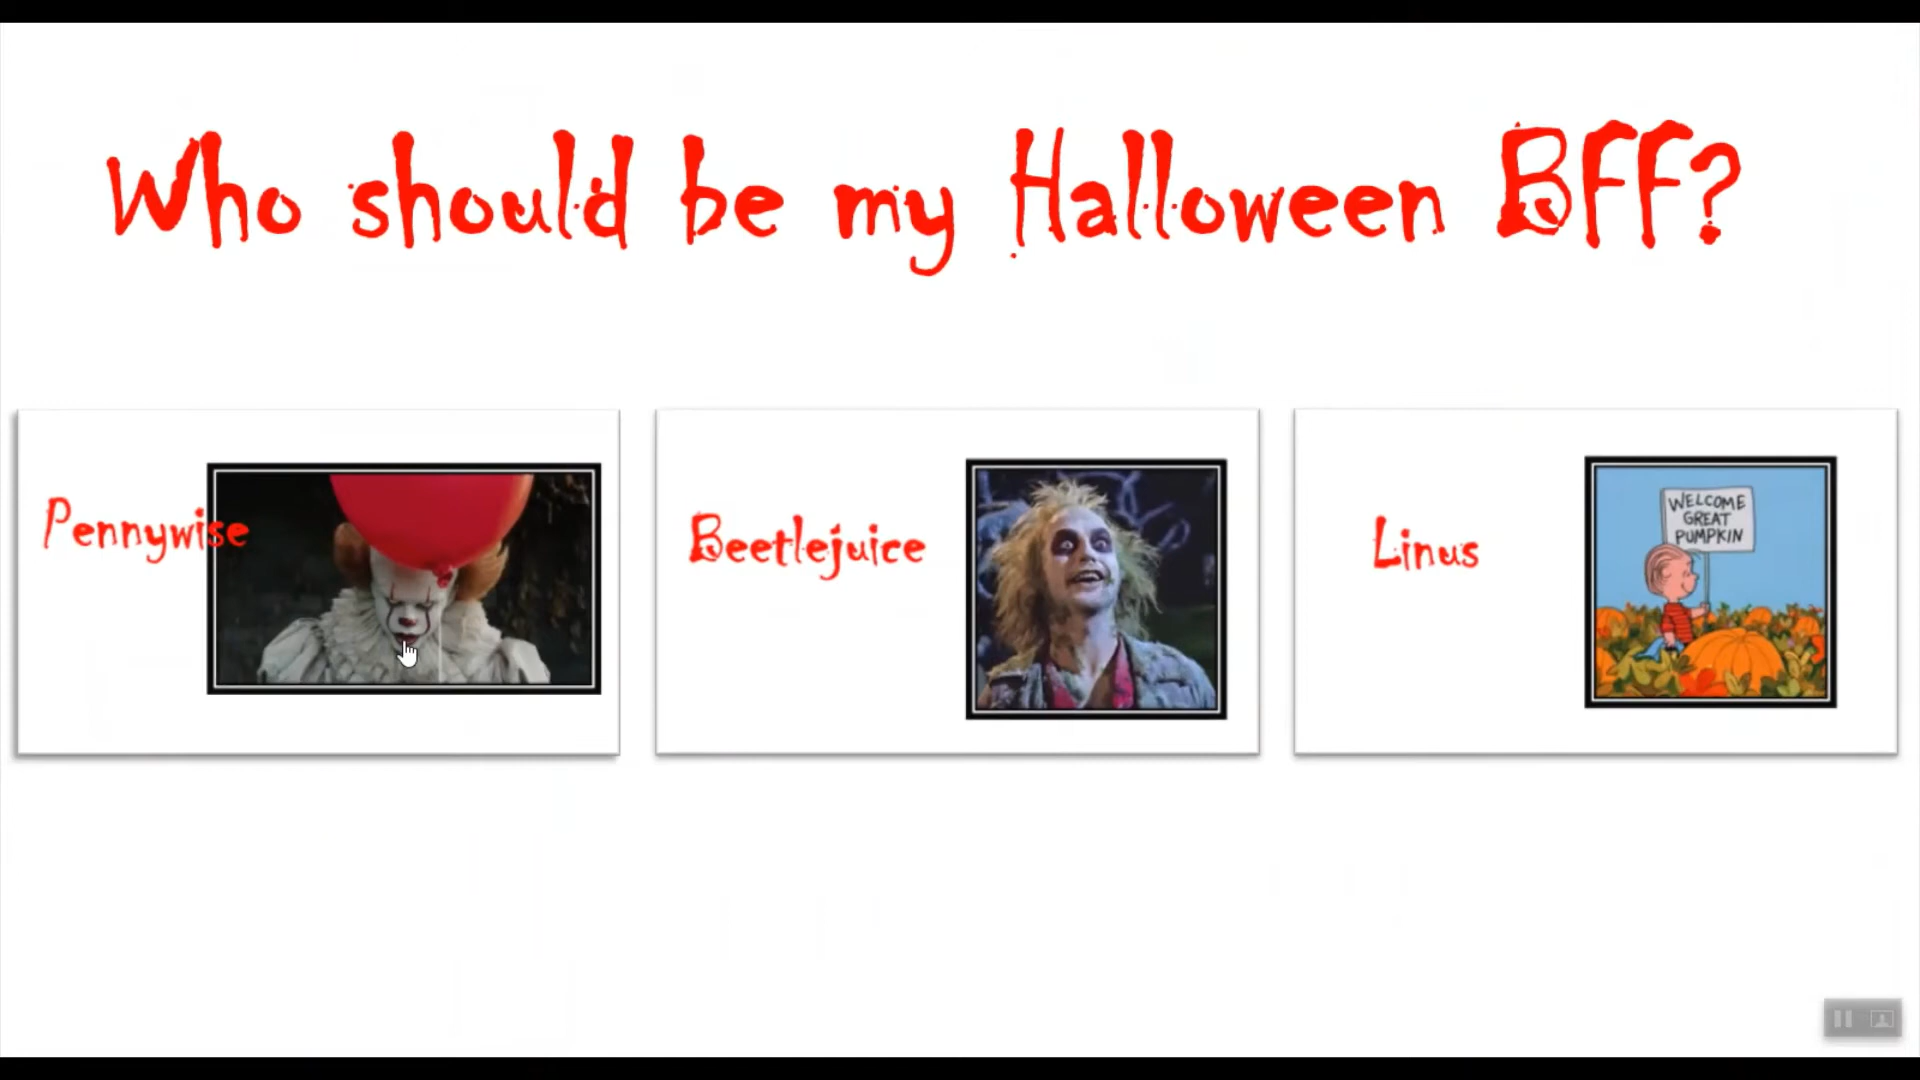 Who should be my Halloween BFF?
Pennywise
Beetlejuice
Linus
WELCOME
GREAT
PUMPKIN